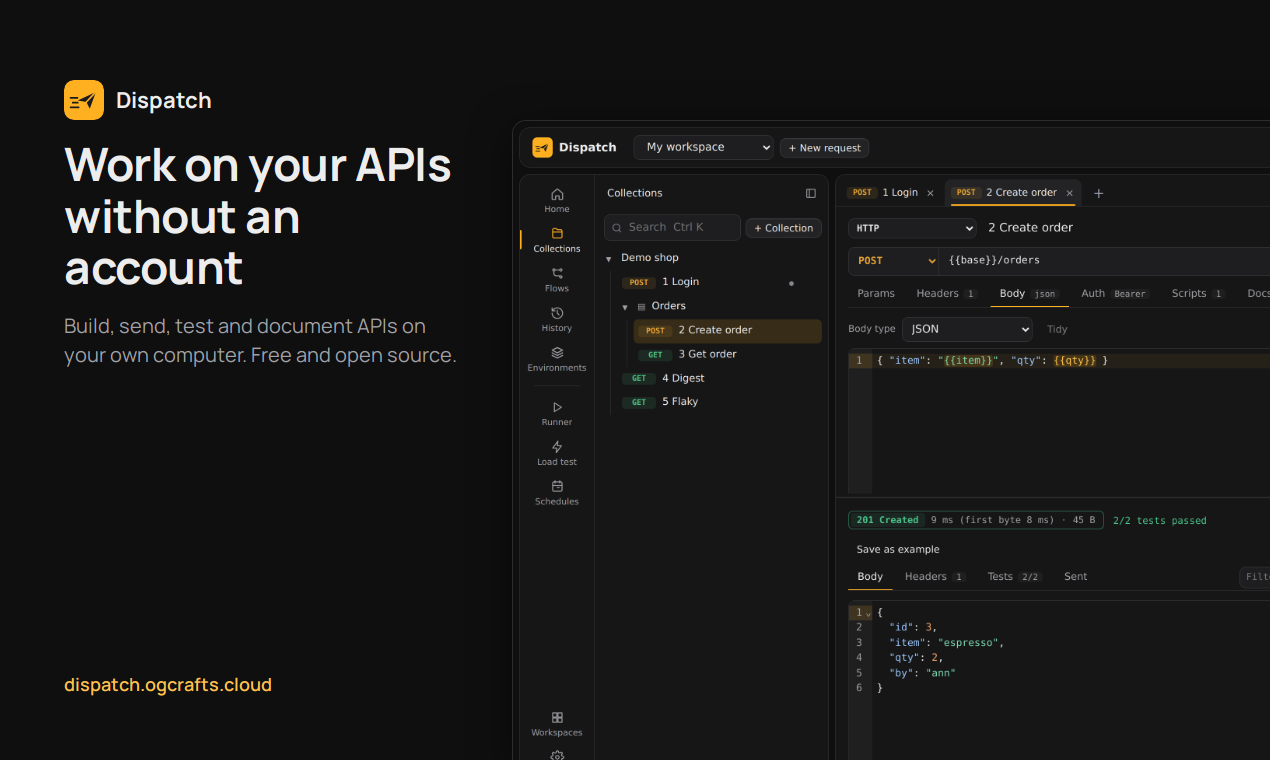 Dispatch
Work on your APIs
without an
account
Build, send, test and document APIs on
your own computer. Free and open source.
dispatch.ogcrafts.cloud
Dispatch
My workspace
+ New request
Home
Collections
Flows
History
Environments
Runner
Load test
Schedules
Workspaces
Collections
Search Ctrl K
+ Collection
Demo shop
POST 1 Login
Orders
POST 2 Create order
GET 3 Get order
GET 4 Digest
GET 5 Flaky
POST 1 Login ×
POST 2 Create order ×
+
HTTP 2 Create order
POST {{base}}/orders
Params Headers 1 Body json Auth Bearer Scripts 1 Docs
Body type JSON Tidy
1 { "item": "{{item}}", "qty": {{qty}} }
201 Created 9 ms (first byte 8 ms) · 45 B 2/2 tests passed
Save as example
Body Headers 1 Tests 2/2 Sent
1 {
2 "id": 3,
3 "item": "espresso",
4 "qty": 2,
5 "by": "ann"
6 }